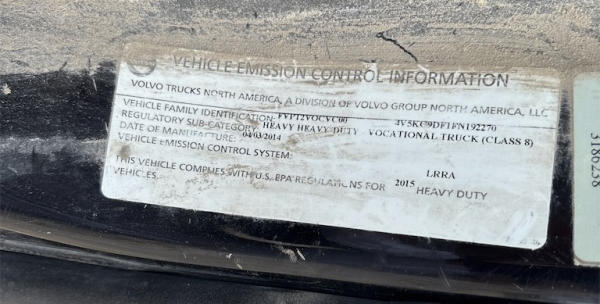 VEHICLE EMISSION CONTROL INFORMATION
VOLVO TRUCKS NORTH AMERICA, A DIVISION OF VOLVO GROUP NORTH AMERICA, LLC
VEHICLE FAMILY IDENTIFICATION: FVPT2VOCVC00 4V5KC9DF1FN192270
REGULATORY SUB-CATEGORY: HEAVY HEAVY-DUTY - VOCATIONAL TRUCK (CLASS 8)
DATE OF MANUFACTURE: 04/03/2014
VEHICLE EMISSION CONTROL SYSTEM: LRRA
THIS VEHICLE COMPLIES WITH U.S. EPA REGULATIONS FOR 2015 HEAVY DUTY
VEHICLES.
3186238